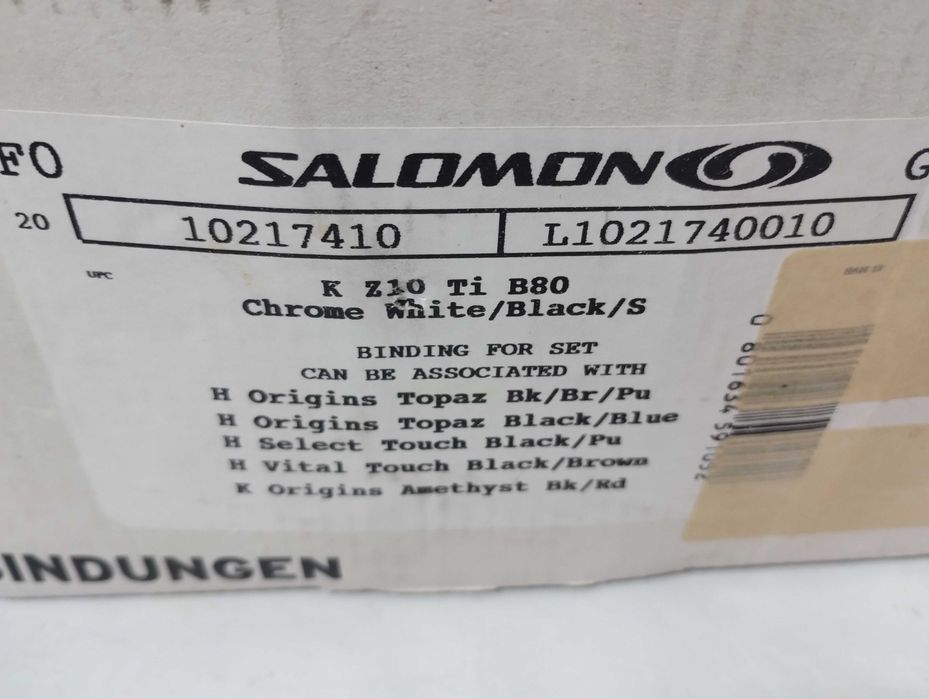 FO SALOMON G
20 10217410 L1021740010
UPC
K Z10 Ti B80
Chrome White/Black/S
BINDING FOR SET
CAN BE ASSOCIATED WITH
H Origins Topaz Bk/Br/Pu
H Origins Topaz Black/Blue
H Select Touch Black/Pu
H Vital Touch Black/Brown
K Origins Amethyst Bk/Rd
BINDUNGEN